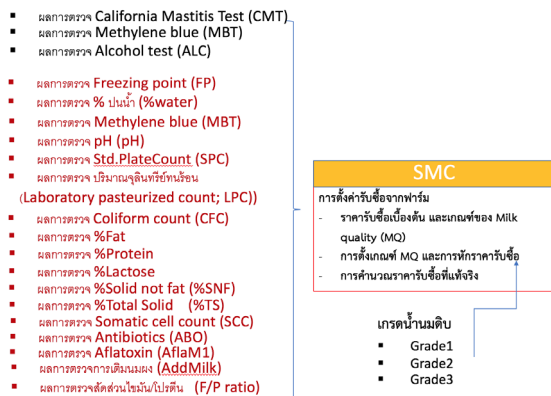 ▪ ผลการตรวจ California Mastitis Test (CMT)
▪ ผลการตรวจ Methylene blue (MBT)
▪ ผลการตรวจ Alcohol test (ALC)
▪ ผลการตรวจ Freezing point (FP)
▪ ผลการตรวจ % ปนน้ำ (%water)
▪ ผลการตรวจ Methylene blue (MBT)
▪ ผลการตรวจ pH (pH)
▪ ผลการตรวจ Std.PlateCount (SPC)
▪ ผลการตรวจ ปริมาณจุลินทรีย์ทนร้อน
(Laboratory pasteurized count; LPC))
▪ ผลการตรวจ Coliform count (CFC)
▪ ผลการตรวจ %Fat
▪ ผลการตรวจ %Protein
▪ ผลการตรวจ %Lactose
▪ ผลการตรวจ %Solid not fat (%SNF)
▪ ผลการตรวจ %Total Solid (%TS)
▪ ผลการตรวจ Somatic cell count (SCC)
▪ ผลการตรวจ Antibiotics (ABO)
▪ ผลการตรวจ Aflatoxin (AflaM1)
▪ ผลการตรวจการเติมนมผง (AddMilk)
▪ ผลการตรวจสัดส่วนไขมัน/โปรตีน (F/P ratio)
SMC
การตั้งค่ารับซื้อจากฟาร์ม
- ราคารับซื้อเบื้องต้น และเกณฑ์ของ Milk
quality (MQ)
- การตั้งเกณฑ์ MQ และการหักราคารับซื้อ
- การคำนวณราคารับซื้อที่แท้จริง
เกรดน้ำนมดิบ
▪ Grade1
▪ Grade2
▪ Grade3